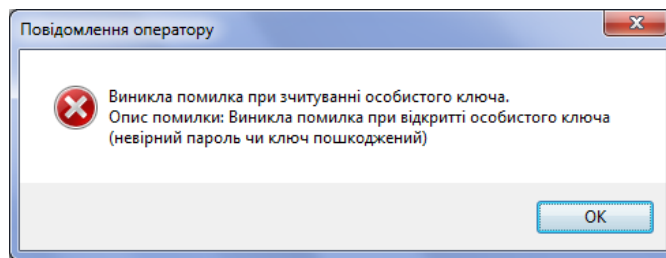 Повідомлення оператору
Виникла помилка при зчитуванні особистого ключа.
Опис помилки: Виникла помилка при відкритті особистого ключа
(невірний пароль чи ключ пошкоджений)
OK